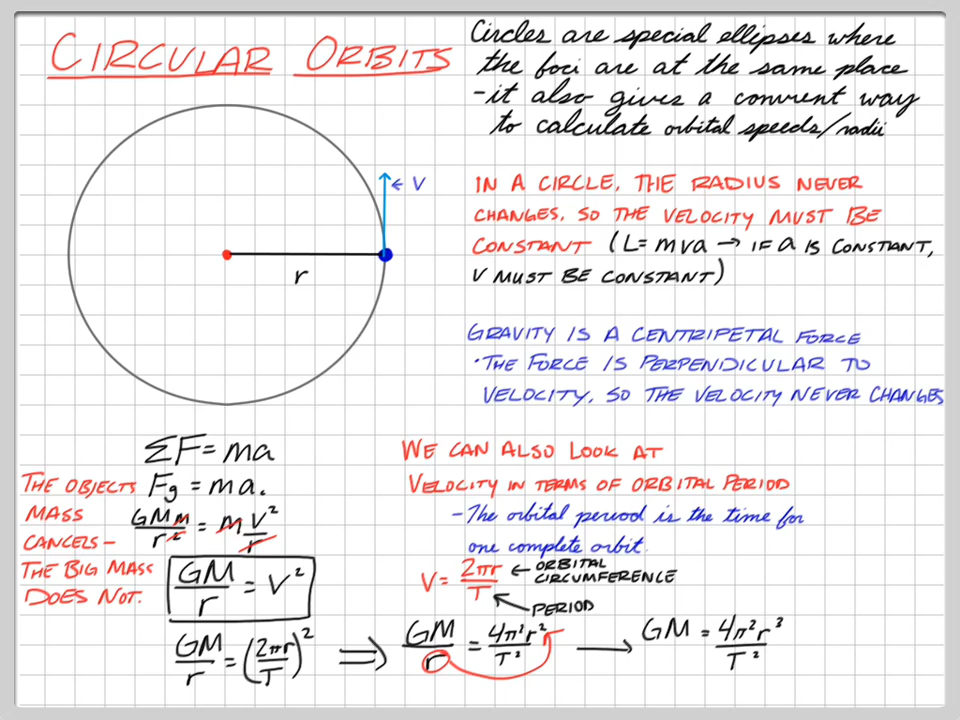 CIRCULAR ORBITS
Circles are special ellipses where
the foci are at the same place
-it also gives a convient way
to calculate orbital speeds/radii
← V
r
IN A CIRCLE, THE RADIUS NEVER
CHANGES, SO THE VELOCITY MUST BE
CONSTANT (L= mva → IF a IS CONSTANT,
V MUST BE CONSTANT)
GRAVITY IS A CENTRIPETAL FORCE
· THE FORCE IS PERPENDICULAR TO
VELOCITY, SO THE VELOCITY NEVER CHANGES
ΣF=ma
Fg = mac
GMm/r² = m V²/r
GM/r = V²
GM/r = (2πr/T)²
THE OBJECTS
MASS
CANCELS—
THE BIG MASS
DOES NOT.
WE CAN ALSO LOOK AT
VELOCITY IN TERMS OF ORBITAL PERIOD
- The orbital period is the time for
one complete orbit.
V= 2πr/T ← ORBITAL
CIRCUMFERENCE
PERIOD
⇒ GM/r = 4π²r²/T² → GM = 4π²r³/T²